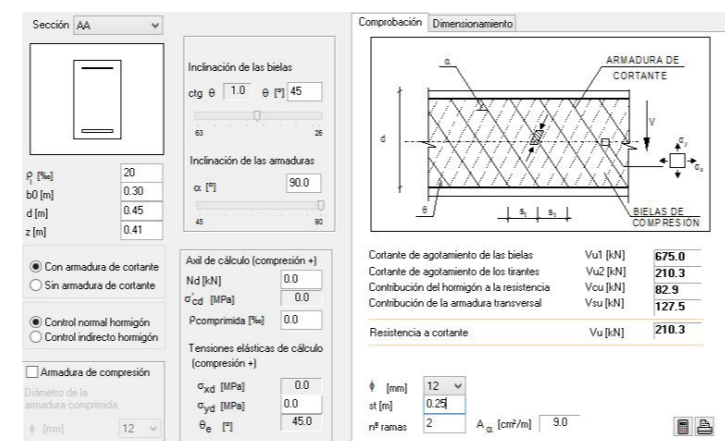 Sección AA
ρl [‰] 20
b0 [m] 0.30
d [m] 0.45
z [m] 0.41
Con armadura de cortante
Sin armadura de cortante
Control normal hormigón
Control indirecto hormigón
Armadura de compresión
Diámetro de la
armadura comprimida
ϕ [mm] 12
Inclinación de las bielas
ctg θ 1.0 θ [º] 45
63 26
Inclinación de las armaduras
α [º] 90.0
45 90
Axil de cálculo (compresión +)
Nd [kN] 0.0
σ'cd [MPa] 0.0
ρcomprimida [‰] 0.0
Tensiones elásticas de cálculo
(compresión +)
σxd [MPa] 0.0
σyd [MPa] 0.0
θe [º] 45.0
Comprobación Dimensionamiento
α ARMADURA DE
CORTANTE
d V
σy
σx
θ st st BIELAS DE
COMPRESIÓN
Cortante de agotamiento de las bielas Vu1 [kN] 675.0
Cortante de agotamiento de los tirantes Vu2 [kN] 210.3
Contribución del hormigón a la resistencia Vcu [kN] 82.9
Contribución de la armadura transversal Vsu [kN] 127.5
Resistencia a cortante Vu [kN] 210.3
ϕ [mm] 12
st [m] 0.25
nº ramas 2 Aα [cm²/m] 9.0